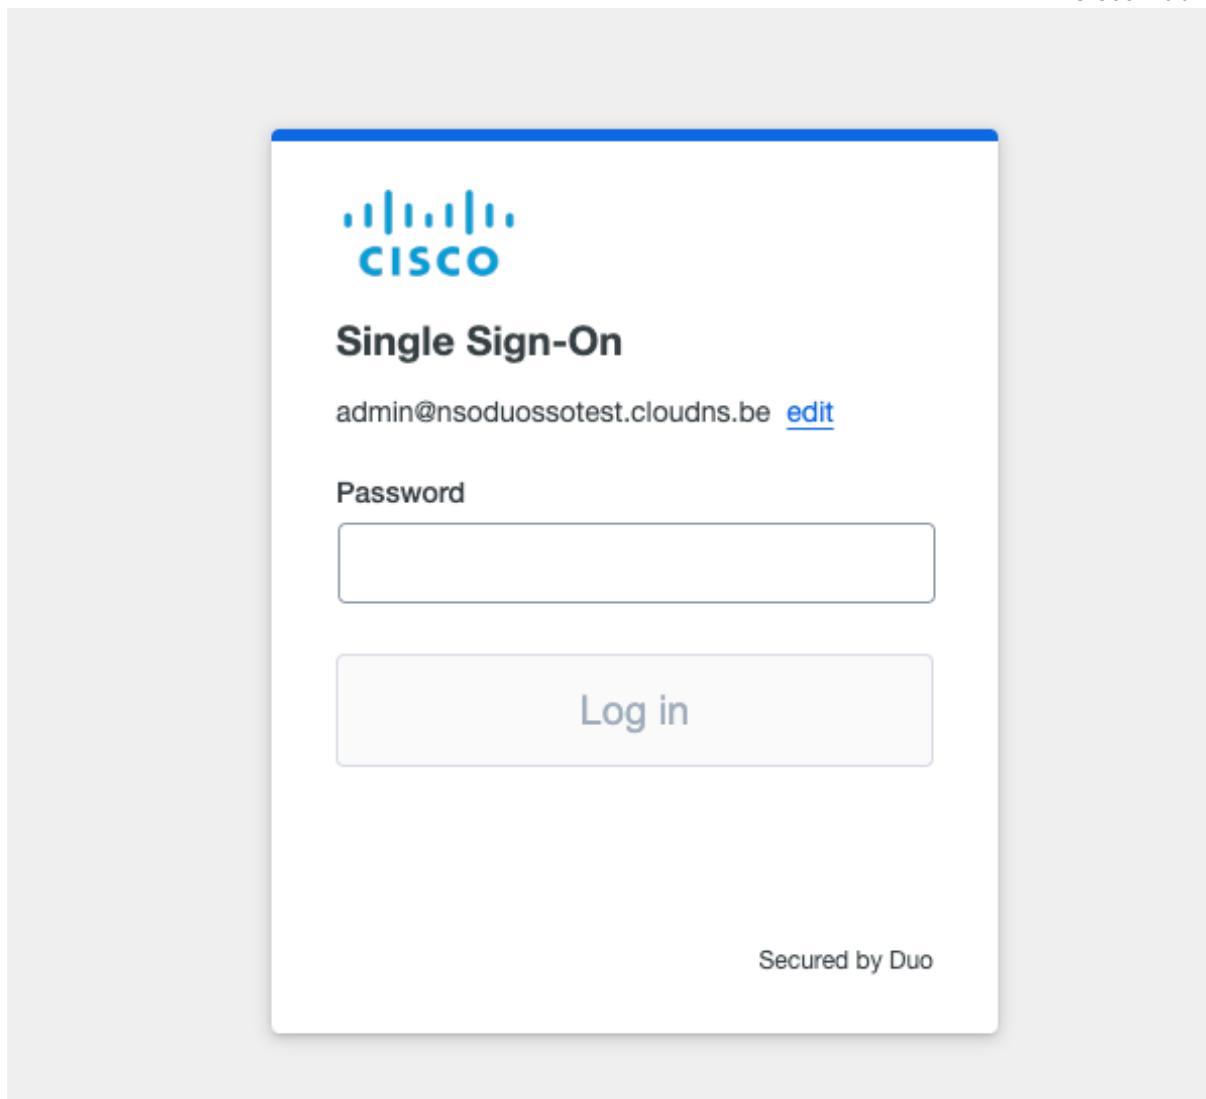 CISCO
Single Sign-On
admin@nsoduossotest.cloudns.be edit
Password
Log in
Secured by Duo